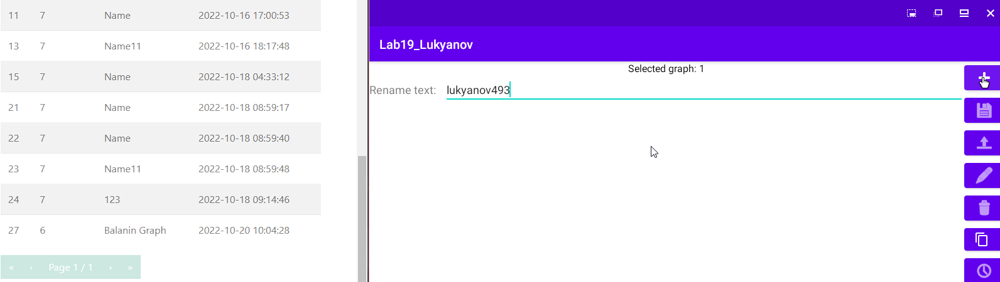 11 7 Name 2022-10-16 17:00:53
13 7 Name11 2022-10-16 18:17:48
15 7 Name 2022-10-18 04:33:12
21 7 Name 2022-10-18 08:59:17
22 7 Name 2022-10-18 08:59:40
23 7 Name11 2022-10-18 08:59:48
24 7 123 2022-10-18 09:14:46
27 6 Balanin Graph 2022-10-20 10:04:28
« ‹ Page 1 / 1 › »
Lab19_Lukyanov
Selected graph: 1
Rename text: lukyanov493